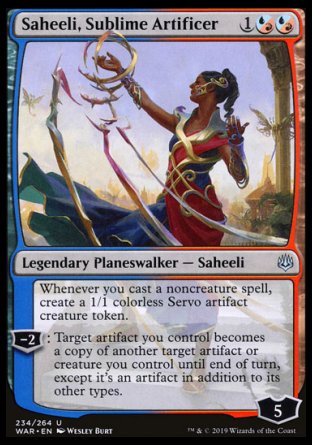 Saheeli, Sublime Artificer 1
Legendary Planeswalker — Saheeli
Whenever you cast a noncreature spell,
create a 1/1 colorless Servo artifact
creature token.
-2 : Target artifact you control becomes
a copy of another target artifact or
creature you control until end of turn,
except it's an artifact in addition to its
other types.
5
234/264 U
WAR • EN Wesley Burt
™ & © 2019 Wizards of the Coast